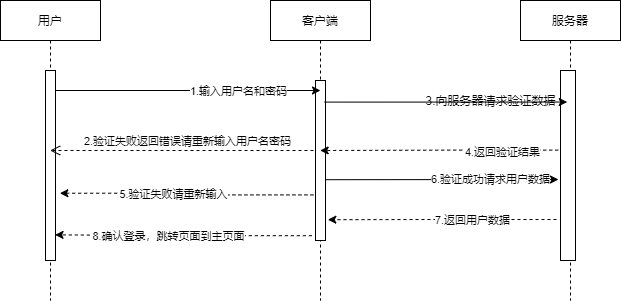 用户
客户端
服务器
1.输入用户名和密码
3.向服务器请求验证数据
2.验证失败返回错误请重新输入用户名密码
4.返回验证结果
6.验证成功请求用户数据
5.验证失败请重新输入
7.返回用户数据
8.确认登录，跳转页面到主页面